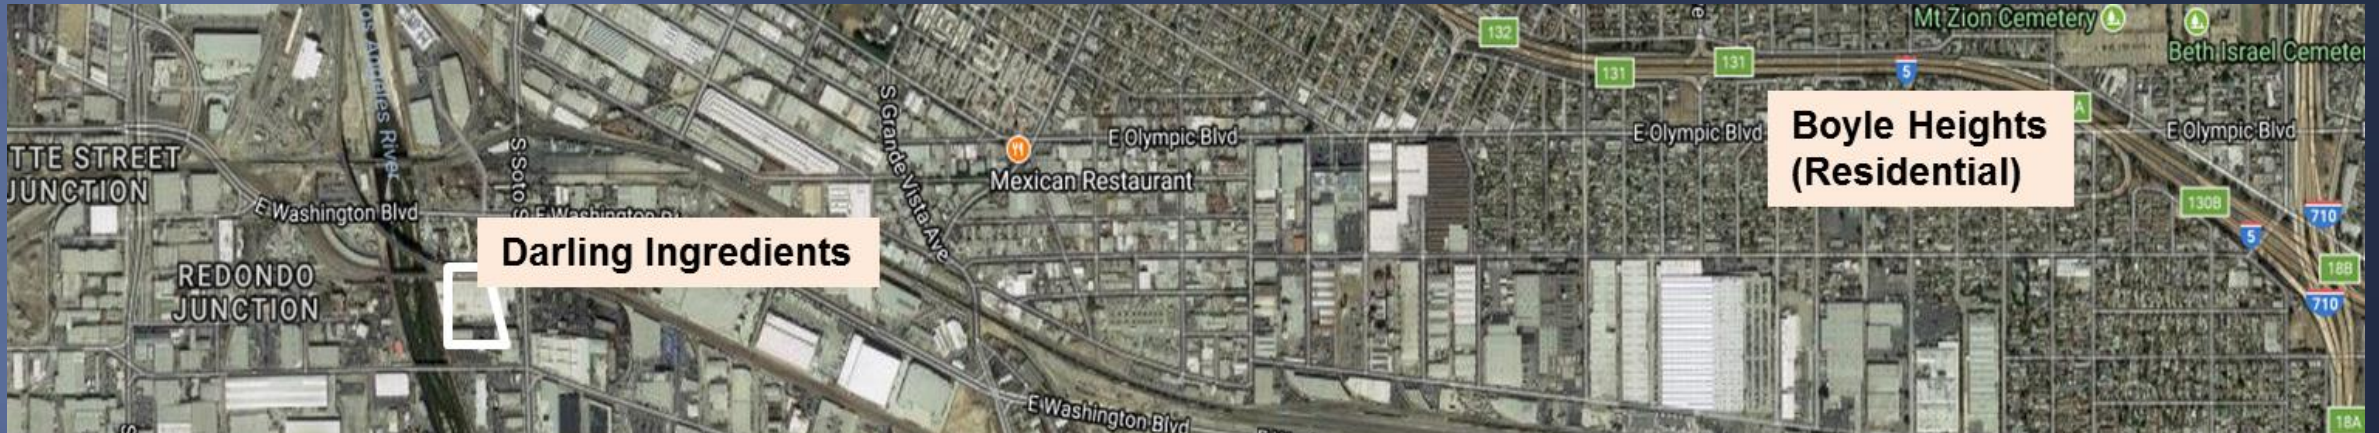 Mt Zion Cemetery
132
Beth Israel Cemeter
131
131
5
Los Angeles River
S Grande Vista Ave
A
Boyle Heights
(Residential)
E Olympic Blvd
E Olympic Blvd
E Olympic Blvd
S Soto S
TTE STREET
JUNCTION
Mexican Restaurant
E Washington Blvd
E Washington Bl
130B
710
5
Darling Ingredients
REDONDO
JUNCTION
18B
710
E Washington Blvd
18A